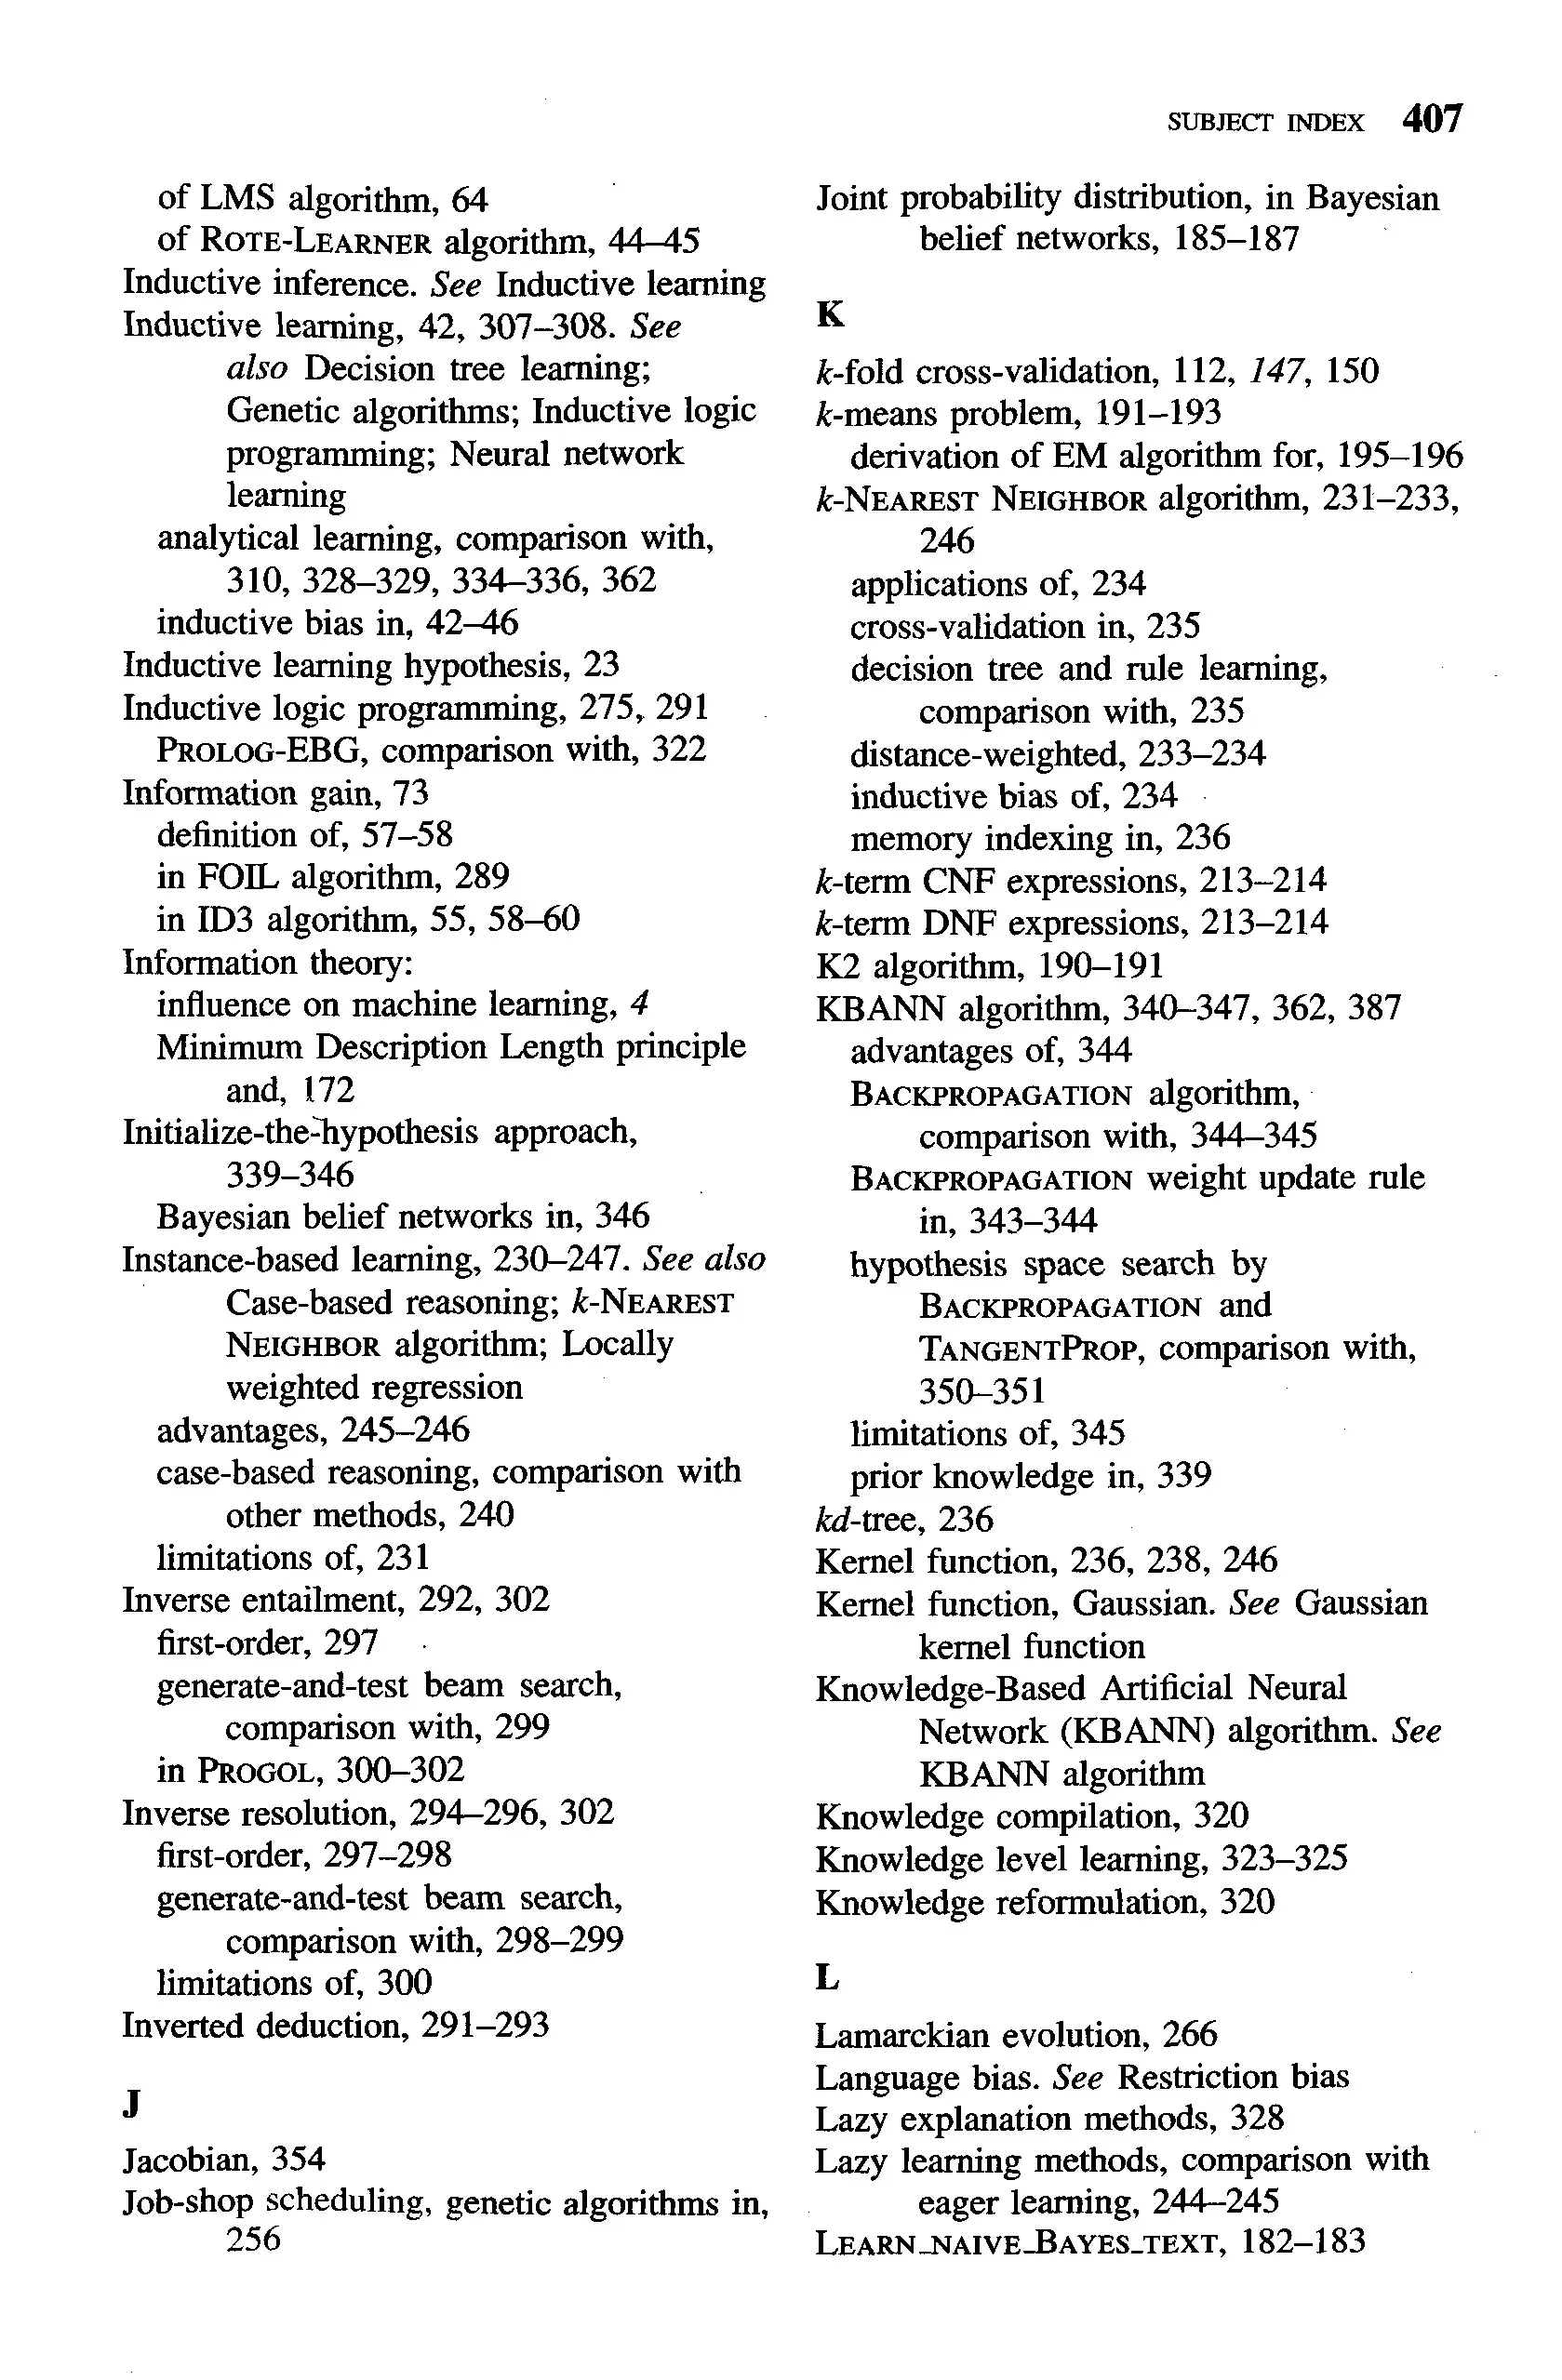 SUBJECT INDEX 407
of LMS algorithm, 64
of ROTE-LEARNER algorithm, 44–45
Inductive inference. See Inductive learning
Inductive learning, 42, 307–308. See
also Decision tree learning;
Genetic algorithms; Inductive logic
programming; Neural network
learning
analytical learning, comparison with,
310, 328–329, 334–336, 362
inductive bias in, 42–46
Inductive learning hypothesis, 23
Inductive logic programming, 275, 291
PROLOG-EBG, comparison with, 322
Information gain, 73
definition of, 57–58
in FOIL algorithm, 289
in ID3 algorithm, 55, 58–60
Information theory:
influence on machine learning, 4
Minimum Description Length principle
and, 172
Initialize-the-hypothesis approach,
339–346
Bayesian belief networks in, 346
Instance-based learning, 230–247. See also
Case-based reasoning; k-NEAREST
NEIGHBOR algorithm; Locally
weighted regression
advantages, 245–246
case-based reasoning, comparison with
other methods, 240
limitations of, 231
Inverse entailment, 292, 302
first-order, 297
generate-and-test beam search,
comparison with, 299
in PROGOL, 300–302
Inverse resolution, 294–296, 302
first-order, 297–298
generate-and-test beam search,
comparison with, 298–299
limitations of, 300
Inverted deduction, 291–293
J
Jacobian, 354
Job-shop scheduling, genetic algorithms in,
256
Joint probability distribution, in Bayesian
belief networks, 185–187
K
k-fold cross-validation, 112, 147, 150
k-means problem, 191–193
derivation of EM algorithm for, 195–196
k-NEAREST NEIGHBOR algorithm, 231–233,
246
applications of, 234
cross-validation in, 235
decision tree and rule learning,
comparison with, 235
distance-weighted, 233–234
inductive bias of, 234
memory indexing in, 236
k-term CNF expressions, 213–214
k-term DNF expressions, 213–214
K2 algorithm, 190–191
KBANN algorithm, 340–347, 362, 387
advantages of, 344
BACKPROPAGATION algorithm,
comparison with, 344–345
BACKPROPAGATION weight update rule
in, 343–344
hypothesis space search by
BACKPROPAGATION and
TANGENTPROP, comparison with,
350–351
limitations of, 345
prior knowledge in, 339
kd-tree, 236
Kernel function, 236, 238, 246
Kernel function, Gaussian. See Gaussian
kernel function
Knowledge-Based Artificial Neural
Network (KBANN) algorithm. See
KBANN algorithm
Knowledge compilation, 320
Knowledge level learning, 323–325
Knowledge reformulation, 320
L
Lamarckian evolution, 266
Language bias. See Restriction bias
Lazy explanation methods, 328
Lazy learning methods, comparison with
eager learning, 244–245
LEARN_NAIVE_BAYES_TEXT, 182–183